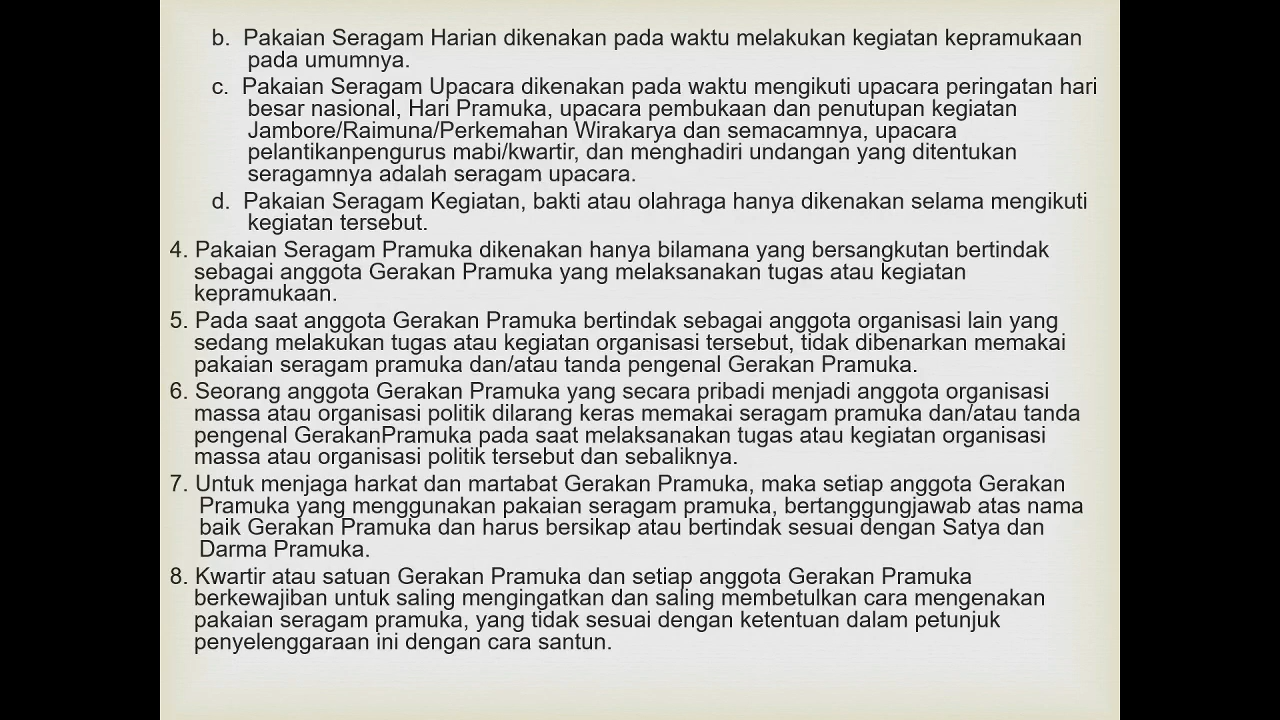 b. Pakaian Seragam Harian dikenakan pada waktu melakukan kegiatan kepramukaan
pada umumnya.
c. Pakaian Seragam Upacara dikenakan pada waktu mengikuti upacara peringatan hari
besar nasional, Hari Pramuka, upacara pembukaan dan penutupan kegiatan
Jambore/Raimuna/Perkemahan Wirakarya dan semacamnya, upacara
pelantikanpengurus mabi/kwartir, dan menghadiri undangan yang ditentukan
seragamnya adalah seragam upacara.
d. Pakaian Seragam Kegiatan, bakti atau olahraga hanya dikenakan selama mengikuti
kegiatan tersebut.
4. Pakaian Seragam Pramuka dikenakan hanya bilamana yang bersangkutan bertindak
sebagai anggota Gerakan Pramuka yang melaksanakan tugas atau kegiatan
kepramukaan.
5. Pada saat anggota Gerakan Pramuka bertindak sebagai anggota organisasi lain yang
sedang melakukan tugas atau kegiatan organisasi tersebut, tidak dibenarkan memakai
pakaian seragam pramuka dan/atau tanda pengenal Gerakan Pramuka.
6. Seorang anggota Gerakan Pramuka yang secara pribadi menjadi anggota organisasi
massa atau organisasi politik dilarang keras memakai seragam pramuka dan/atau tanda
pengenal GerakanPramuka pada saat melaksanakan tugas atau kegiatan organisasi
massa atau organisasi politik tersebut dan sebaliknya.
7. Untuk menjaga harkat dan martabat Gerakan Pramuka, maka setiap anggota Gerakan
Pramuka yang menggunakan pakaian seragam pramuka, bertanggungjawab atas nama
baik Gerakan Pramuka dan harus bersikap atau bertindak sesuai dengan Satya dan
Darma Pramuka.
8. Kwartir atau satuan Gerakan Pramuka dan setiap anggota Gerakan Pramuka
berkewajiban untuk saling mengingatkan dan saling membetulkan cara mengenakan
pakaian seragam pramuka, yang tidak sesuai dengan ketentuan dalam petunjuk
penyelenggaraan ini dengan cara santun.